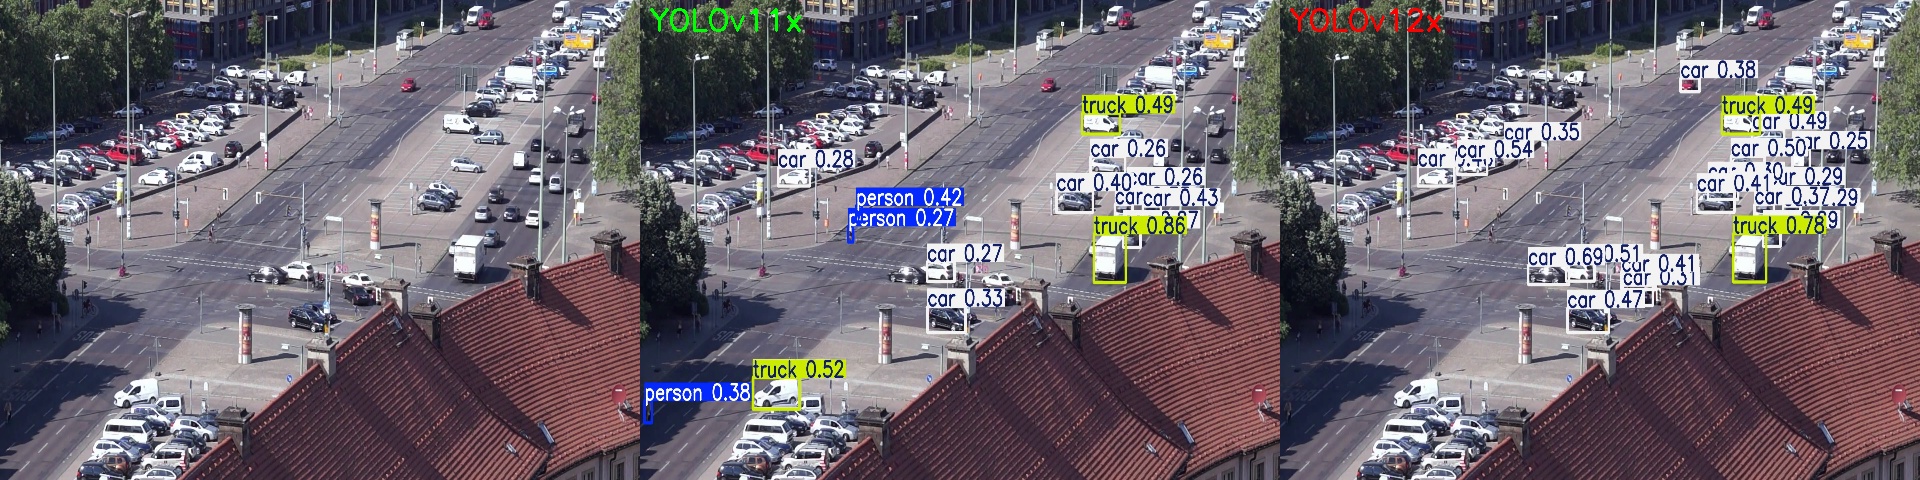 YOLOv11x
truck 0.49
car 0.28
car 0.26
car 0.40
0.26
person 0.42
car 0.43
person 0.27
truck 0.86
car 0.27
car 0.33
truck 0.52
person 0.38
YOLOv12x
car 0.38
truck 0.49
0.49
car 0.35
0.25
car 0.54
car 0.50
car
car 0.41
0.29
0.37
.29
truck 0.78
car 0.69
0.51
car 0.41
car 0.31
car 0.47